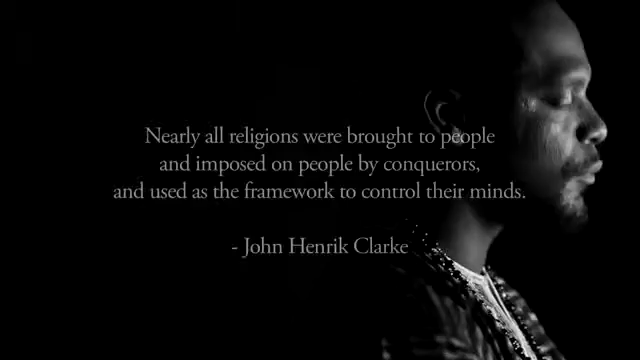 Nearly all religions were brought to people
and imposed on people by conquerors,
and used as the framework to control their minds.
- John Henrik Clarke